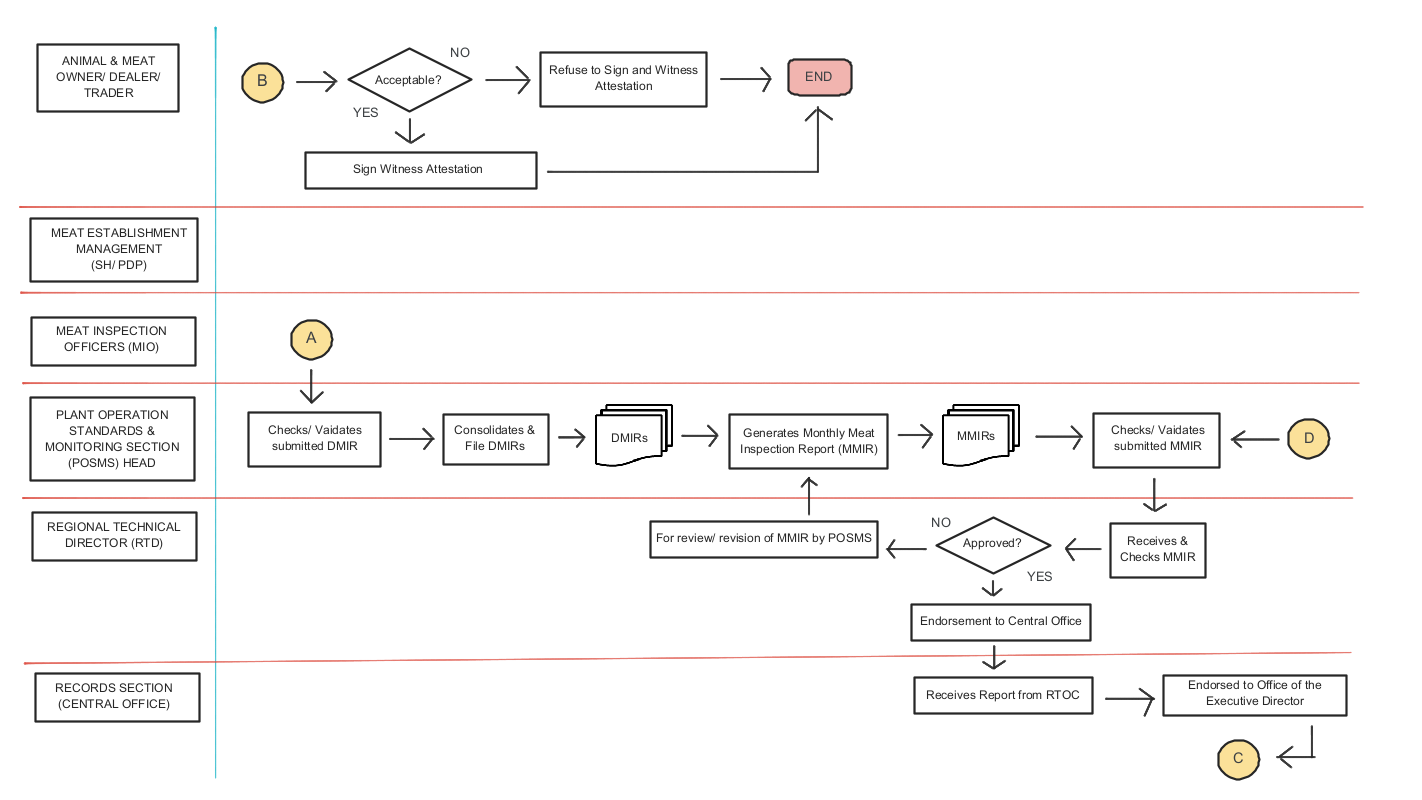 ANIMAL & MEAT
OWNER/ DEALER/
TRADER
B
Acceptable?
NO
YES
Refuse to Sign and Witness
Attestation
END
Sign Witness Attestation
MEAT ESTABLISHMENT
MANAGEMENT
(SH/ PDP)
MEAT INSPECTION
OFFICERS (MIO)
A
PLANT OPERATION
STANDARDS &
MONITORING SECTION
(POSMS) HEAD
Checks/ Vaidates
submitted DMIR
Consolidates &
File DMIRs
DMIRs
Generates Monthly Meat
Inspection Report (MMIR)
MMIRs
Checks/ Vaidates
submitted MMIR
D
REGIONAL TECHNICAL
DIRECTOR (RTD)
For review/ revision of MMIR by POSMS
NO
Approved?
YES
Receives &
Checks MMIR
Endorsement to Central Office
RECORDS SECTION
(CENTRAL OFFICE)
Receives Report from RTOC
Endorsed to Office of the
Executive Director
C